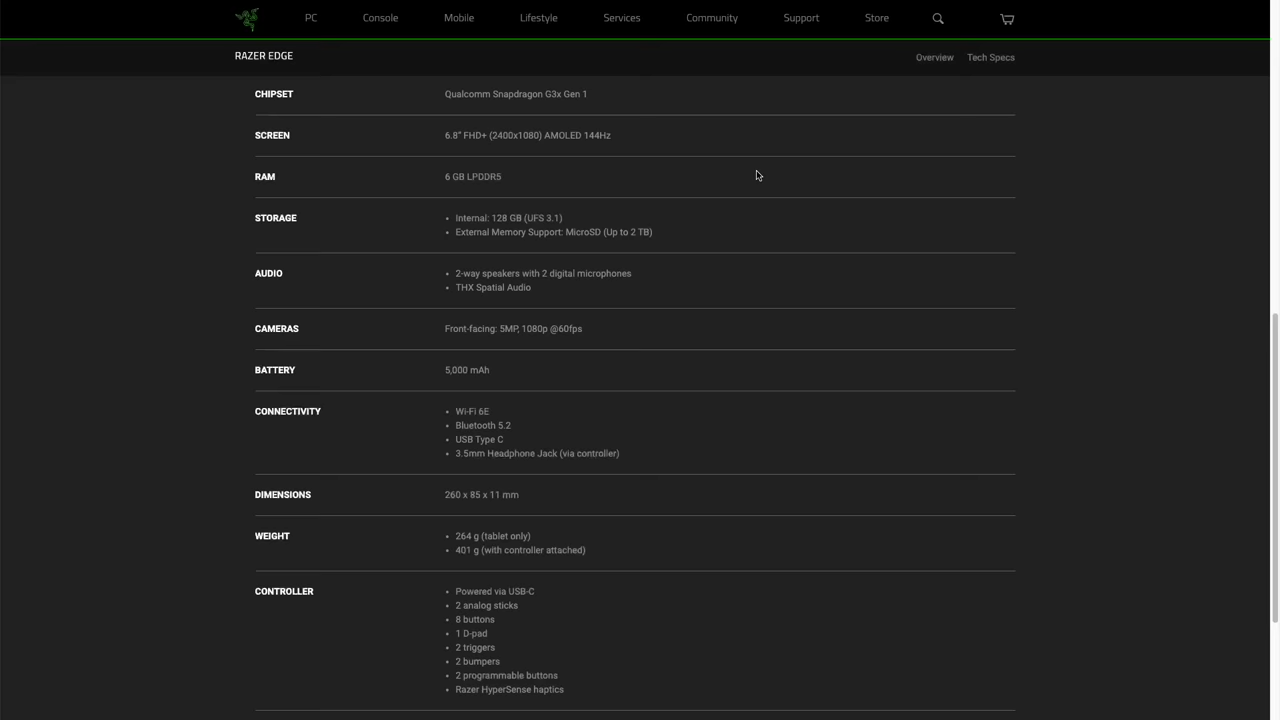 PC Console Mobile Lifestyle Services Community Support Store
RAZER EDGE
Overview Tech Specs
CHIPSET Qualcomm Snapdragon G3x Gen 1
SCREEN 6.8" FHD+ (2400x1080) AMOLED 144Hz
RAM 6 GB LPDDR5
STORAGE • Internal: 128 GB (UFS 3.1)
• External Memory Support: MicroSD (Up to 2 TB)
AUDIO • 2-way speakers with 2 digital microphones
• THX Spatial Audio
CAMERAS Front-facing: 5MP, 1080p @60fps
BATTERY 5,000 mAh
CONNECTIVITY • Wi-Fi 6E
• Bluetooth 5.2
• USB Type C
• 3.5mm Headphone Jack (via controller)
DIMENSIONS 260 x 85 x 11 mm
WEIGHT • 264 g (tablet only)
• 401 g (with controller attached)
CONTROLLER • Powered via USB-C
• 2 analog sticks
• 8 buttons
• 1 D-pad
• 2 triggers
• 2 bumpers
• 2 programmable buttons
• Razer HyperSense haptics